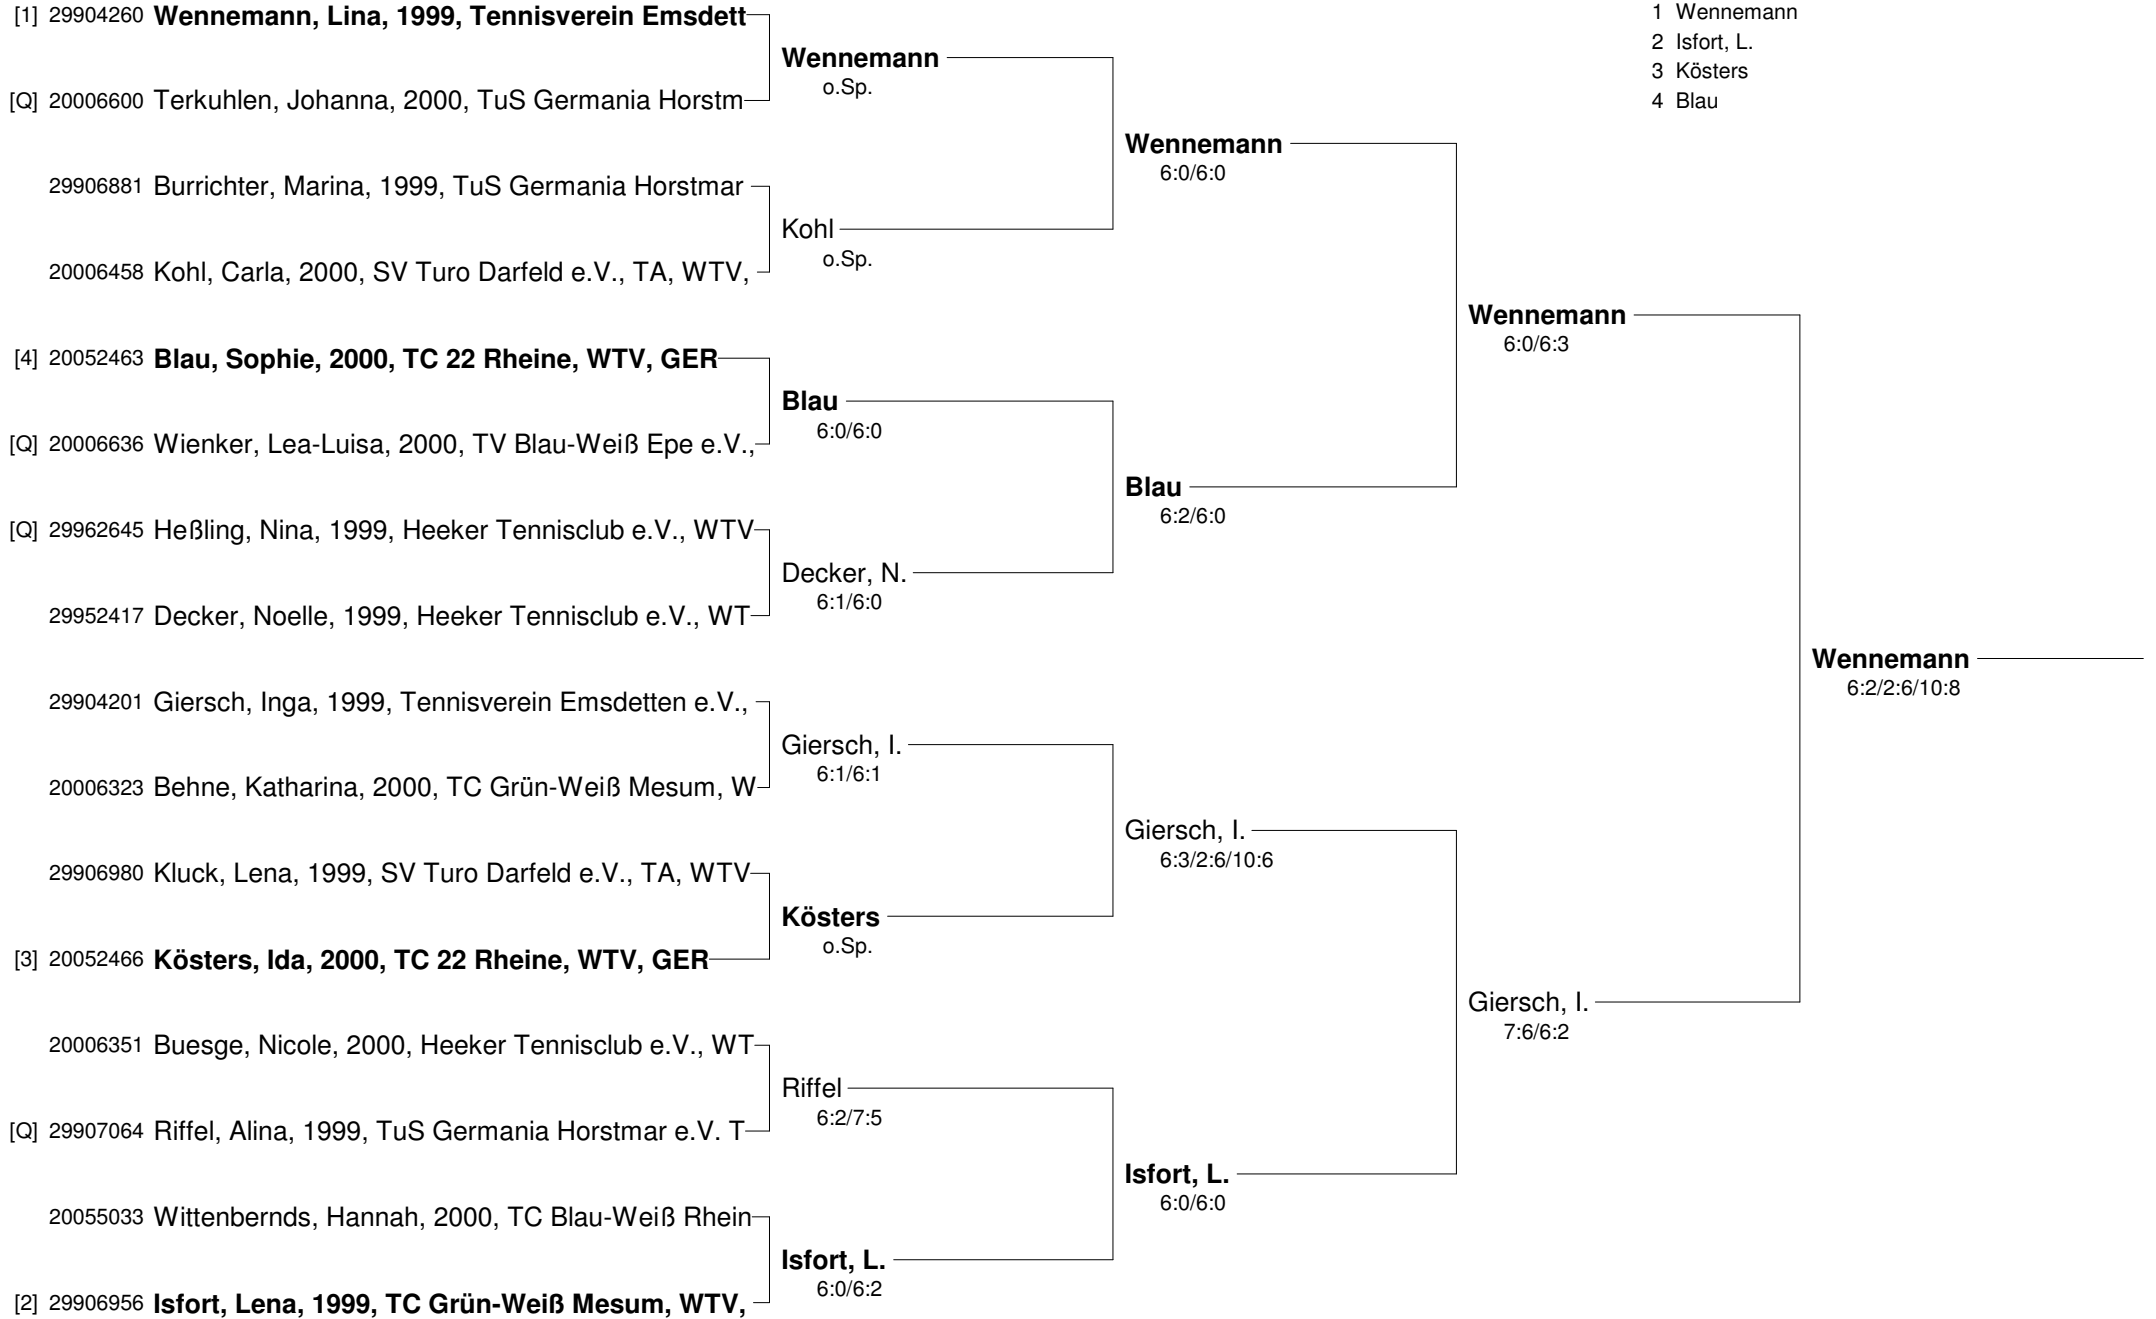 [1] 29904260 Wennemann, Lina, 1999, Tennisverein Emsdett
[Q] 20006600 Terkuhlen, Johanna, 2000, TuS Germania Horstm
29906881 Burrichter, Marina, 1999, TuS Germania Horstmar
20006458 Kohl, Carla, 2000, SV Turo Darfeld e.V., TA, WTV,
[4] 20052463 Blau, Sophie, 2000, TC 22 Rheine, WTV, GER
[Q] 20006636 Wienker, Lea-Luisa, 2000, TV Blau-Weiß Epe e.V.,
[Q] 29962645 Heßling, Nina, 1999, Heeker Tennisclub e.V., WTV
29952417 Decker, Noelle, 1999, Heeker Tennisclub e.V., WT
29904201 Giersch, Inga, 1999, Tennisverein Emsdetten e.V.,
20006323 Behne, Katharina, 2000, TC Grün-Weiß Mesum, W
29906980 Kluck, Lena, 1999, SV Turo Darfeld e.V., TA, WTV
[3] 20052466 Kösters, Ida, 2000, TC 22 Rheine, WTV, GER
20006351 Buesge, Nicole, 2000, Heeker Tennisclub e.V., WT
[Q] 29907064 Riffel, Alina, 1999, TuS Germania Horstmar e.V. T
20055033 Wittenbernds, Hannah, 2000, TC Blau-Weiß Rhein
[2] 29906956 Isfort, Lena, 1999, TC Grün-Weiß Mesum, WTV,
Wennemann
o.Sp.
Kohl
o.Sp.
Blau
6:0/6:0
Decker, N.
6:1/6:0
Giersch, I.
6:1/6:1
Kösters
o.Sp.
Riffel
6:2/7:5
Isfort, L.
6:0/6:2
Wennemann
6:0/6:0
Blau
6:2/6:0
Giersch, I.
6:3/2:6/10:6
Isfort, L.
6:0/6:0
Wennemann
6:0/6:3
Giersch, I.
7:6/6:2
Wennemann
6:2/2:6/10:8
1 Wennemann
2 Isfort, L.
3 Kösters
4 Blau